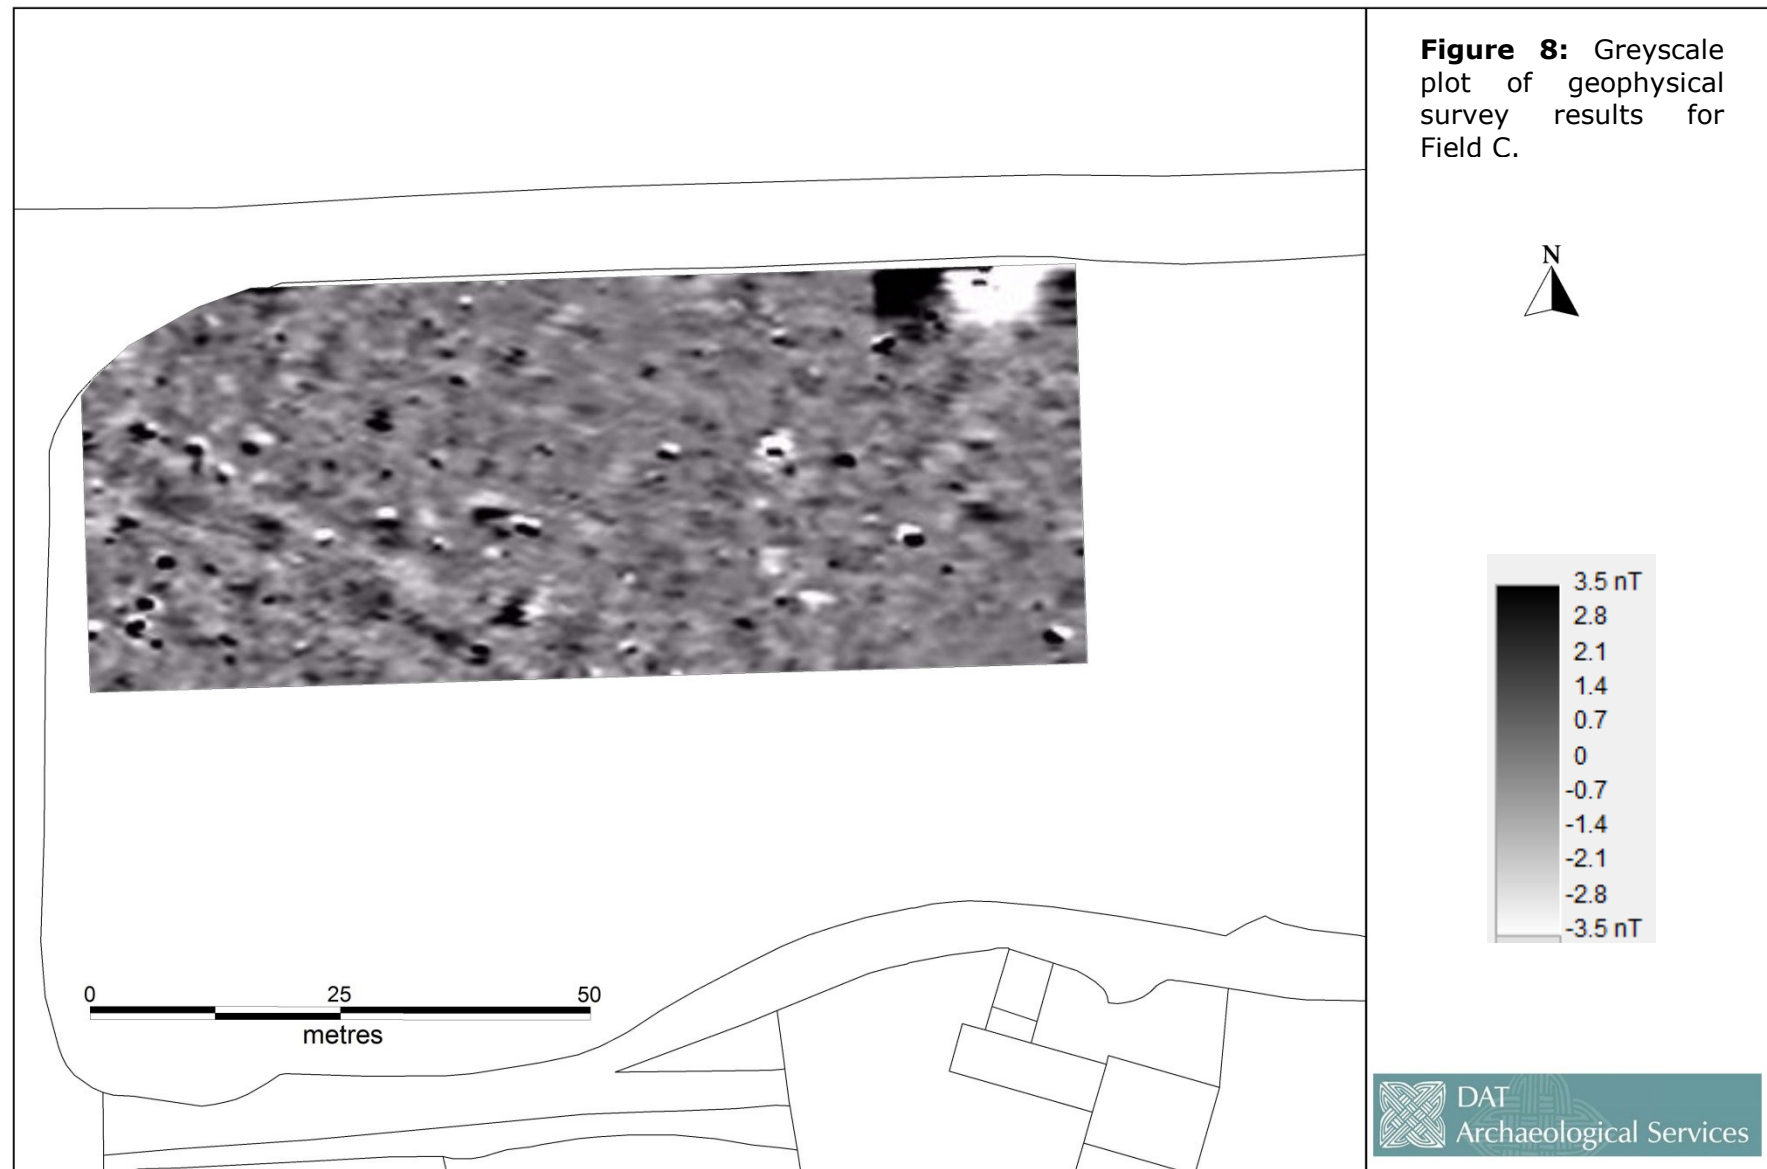 Figure 8: Greyscale
plot of geophysical
survey results for
Field C.
N
3.5 nT
2.8
2.1
1.4
0.7
0
-0.7
-1.4
-2.1
-2.8
-3.5 nT
0 25 50
metres
DAT
Archaeological Services